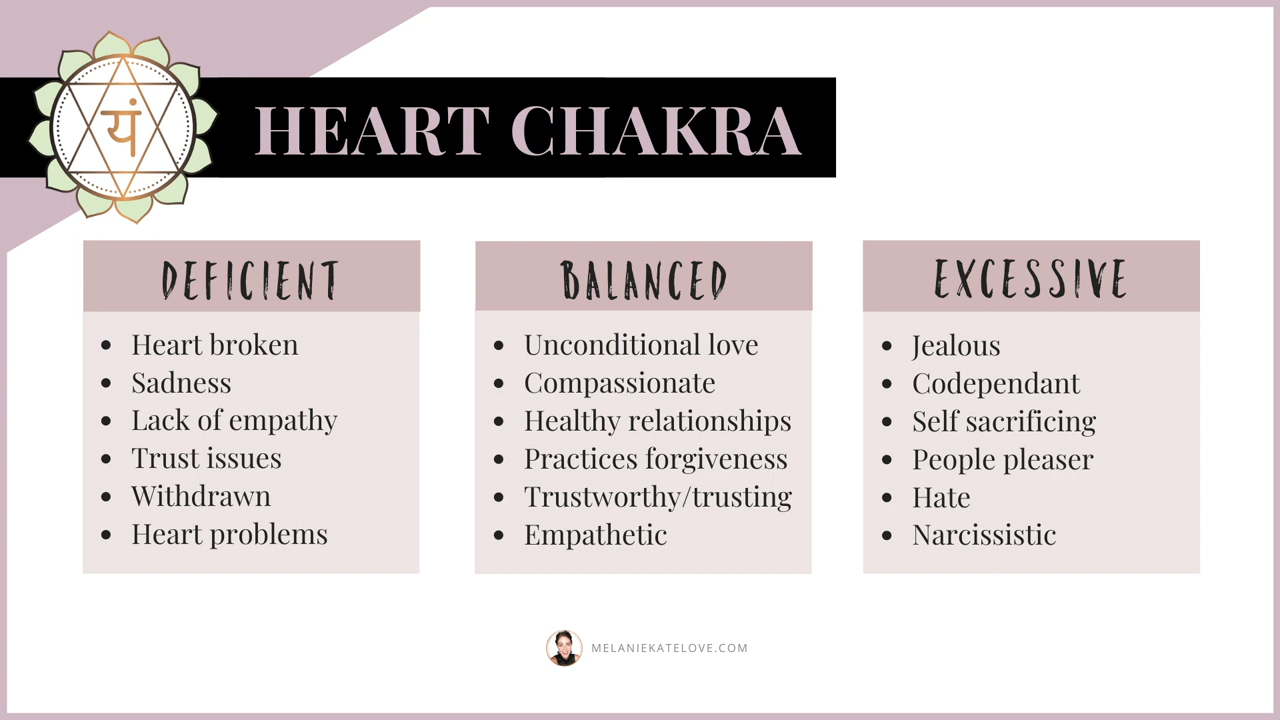 यं
HEART CHAKRA
DEFICIENT
Heart broken
Sadness
Lack of empathy
Trust issues
Withdrawn
Heart problems
BALANCED
Unconditional love
Compassionate
Healthy relationships
Practices forgiveness
Trustworthy/trusting
Empathetic
EXCESSIVE
Jealous
Codependant
Self sacrificing
People pleaser
Hate
Narcissistic
MELANIEKATELOVE.COM